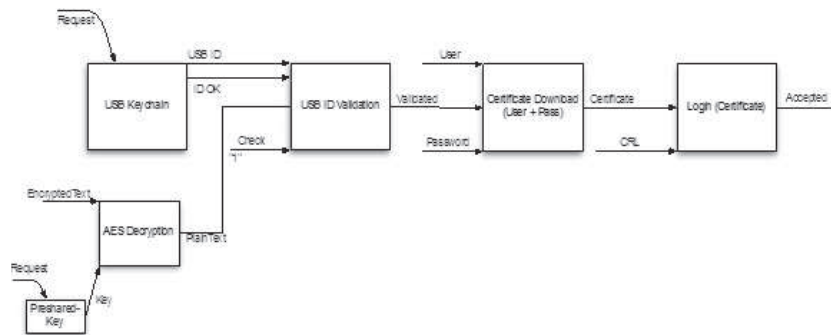 Request
USB ID
ID OK
USB Keychain
USB ID Validation
Check
"1"
Validated
User
Password
Certificate Download
(User + Pass)
Certificate
CRL
Login (Certificate)
Accepted
EncryptedText
AES Decryption
PlainText
Request
Key
Preshared-
Key